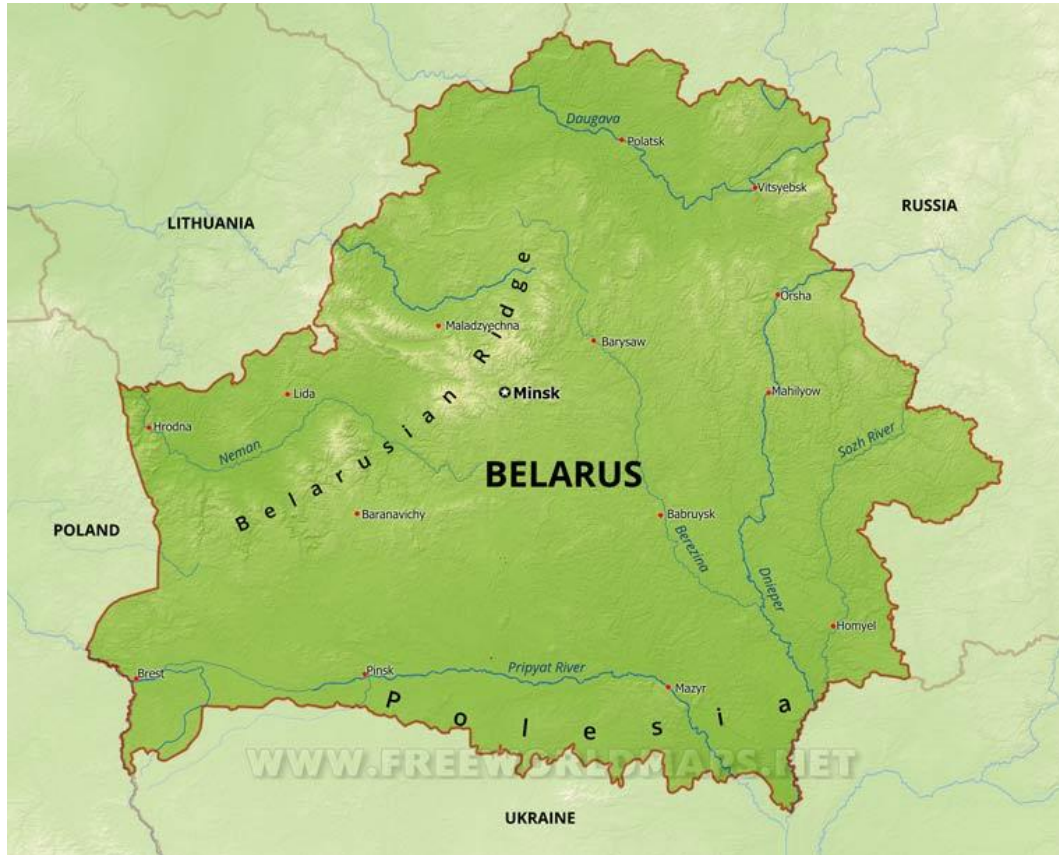 Daugava
Polatsk
Vitsyebsk
RUSSIA
LITHUANIA
Orsha
Maladzyechna
Barysaw
Belarusian Ridge
Minsk
Lida
Mahilyow
Hrodna
Neman
Sozh River
BELARUS
Baranavichy
Babruysk
POLAND
Berezina
Dnieper
Homyel
Brest
Pinsk
Pripyat River
Mazyr
Polesia
WWW.FREEWORLDMAPS.NET
UKRAINE